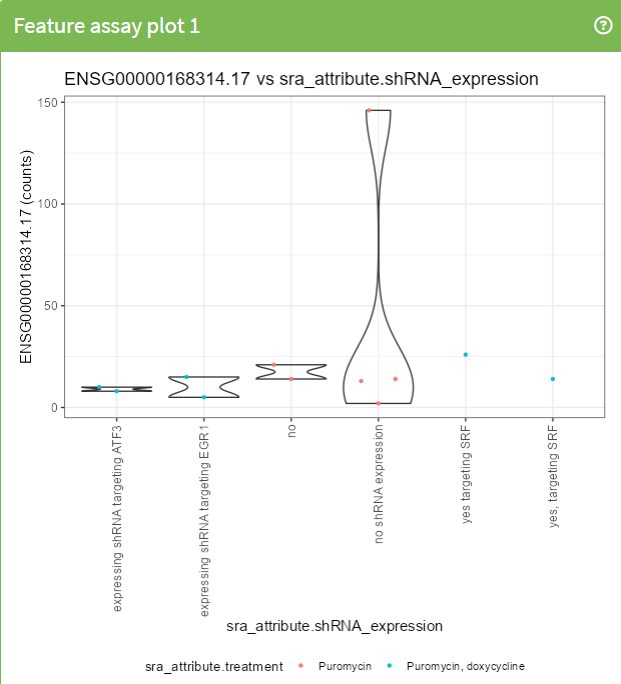 Feature assay plot 1
?
ENSG00000168314.17 vs sra_attribute.shRNA_expression
ENSG00000168314.17 (counts)
150
100
50
0
expressing shRNA targeting ATF3
expressing shRNA targeting EGR1
no
no shRNA expression
yes targeting SRF
yes, targeting SRF
sra_attribute.shRNA_expression
sra_attribute.treatment Puromycin Puromycin, doxycycline